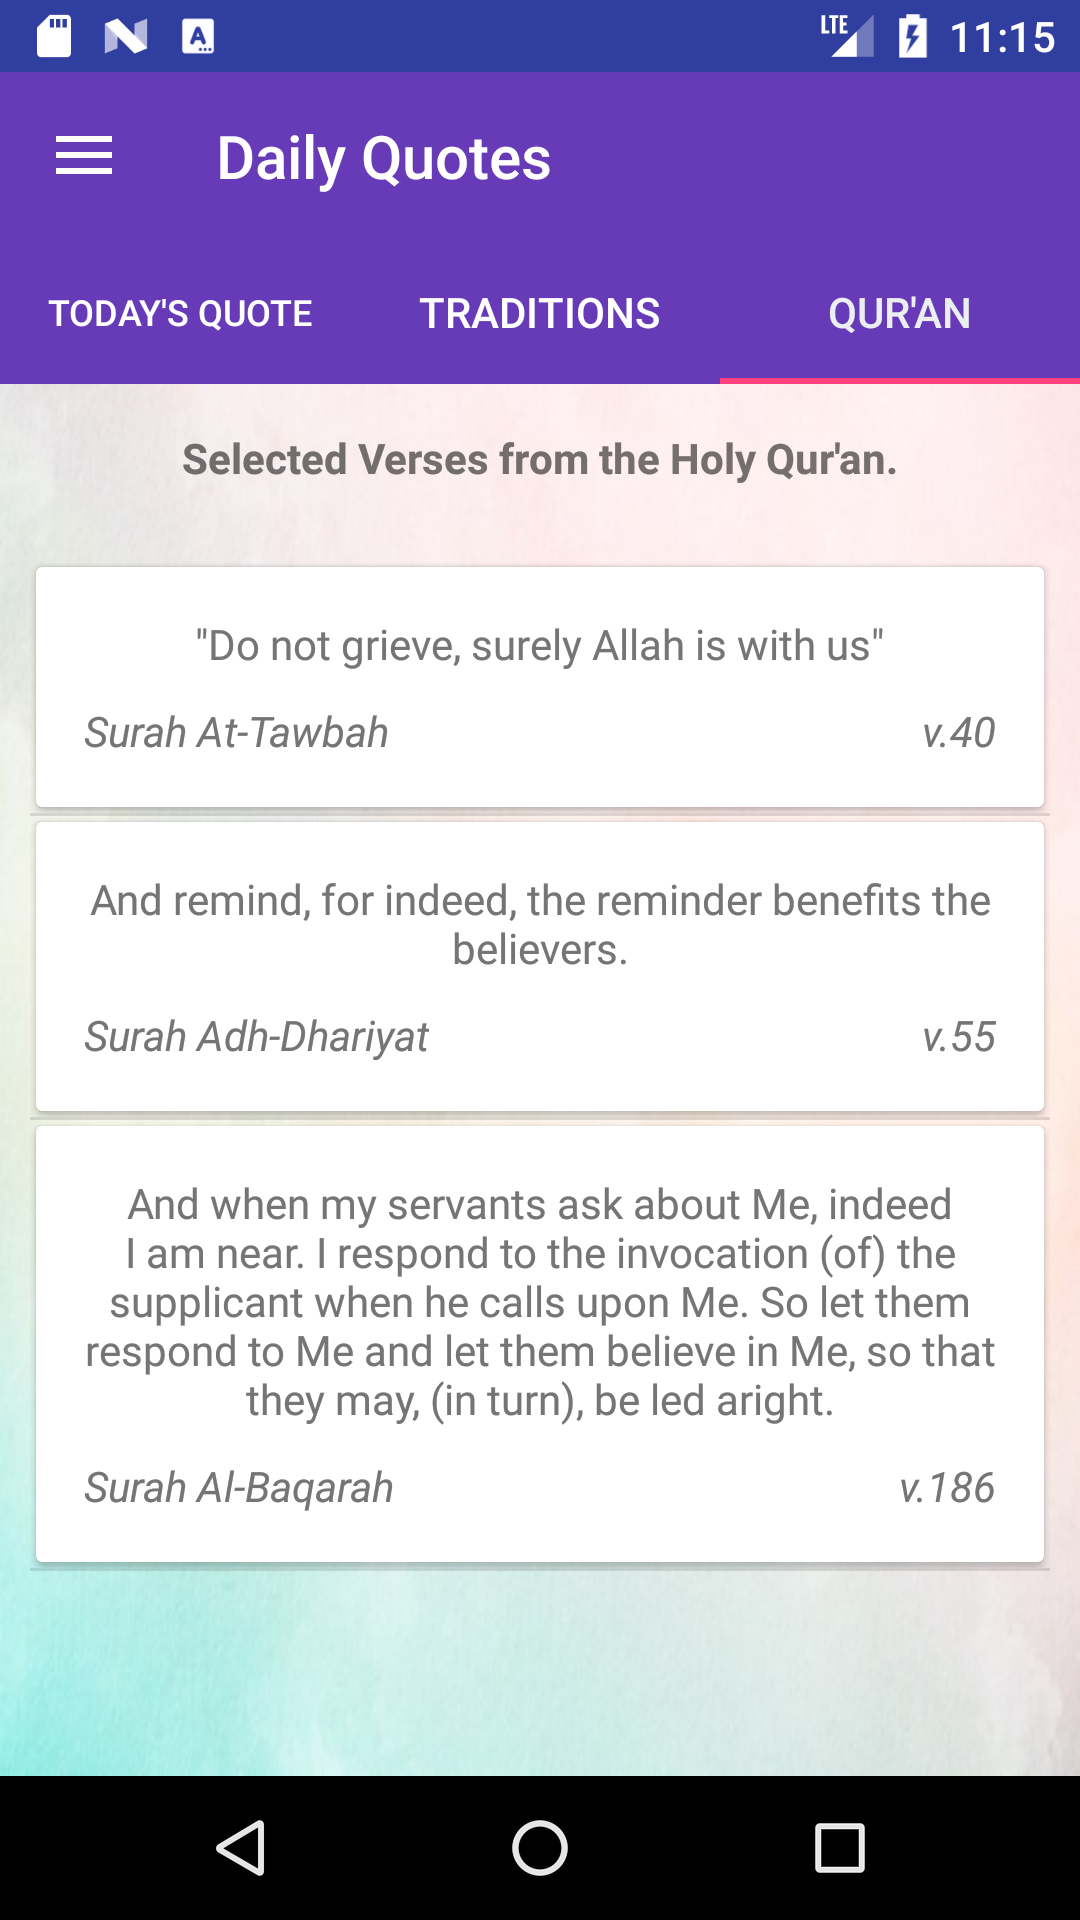 LTE 11:15
Daily Quotes
TODAY'S QUOTE TRADITIONS QUR'AN
Selected Verses from the Holy Qur'an.
"Do not grieve, surely Allah is with us"
Surah At-Tawbah v.40
And remind, for indeed, the reminder benefits the
believers.
Surah Adh-Dhariyat v.55
And when my servants ask about Me, indeed
I am near. I respond to the invocation (of) the
supplicant when he calls upon Me. So let them
respond to Me and let them believe in Me, so that
they may, (in turn), be led aright.
Surah Al-Baqarah v.186